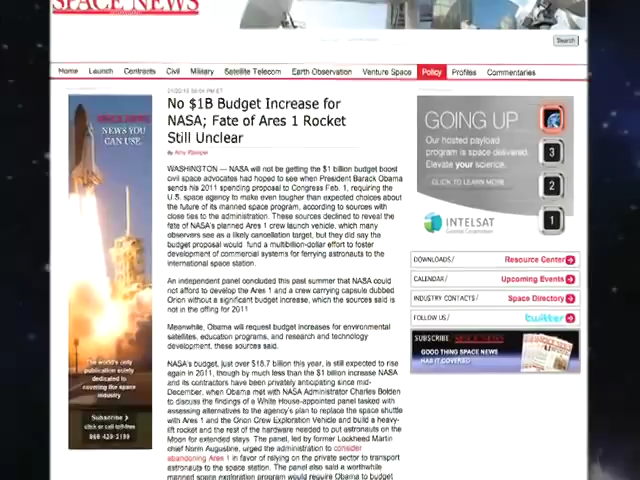 SPACE NEWS
Search
Home Launch Contracts Civil Military Satellite Telecom Earth Observation Venture Space Policy Profiles Commentaries
No $1B Budget Increase for
NASA; Fate of Ares 1 Rocket
Still Unclear
By Amy Klamper
WASHINGTON — NASA will not be getting the $1 billion budget boost
civil space advocates had hoped to see when President Barack Obama
sends his 2011 spending proposal to Congress Feb. 1, requiring the
U.S. space agency to make even tougher than expected choices about
the future of its manned space program, according to sources with
close ties to the administration. These sources declined to reveal the
fate of NASA's planned Ares 1 crew launch vehicle, which many
observers see as a likely cancellation target, but they did say the
budget proposal would fund a multibillion-dollar effort to foster
development of commercial systems for ferrying astronauts to the
international space station.
An independent panel concluded this past summer that NASA could
not afford to develop the Ares 1 and a crew carrying capsule dubbed
Orion without a significant budget increase, which the sources said is
not in the offing for 2011
Meanwhile, Obama will request budget increases for environmental
satellites, education programs, and research and technology
development, these sources said.
NASA's budget, just over $18.7 billion this year, is still expected to rise
again in 2011, though by much less than the $1 billion increase NASA
and its contractors have been privately anticipating since mid-
December, when Obama met with NASA Administrator Charles Bolden
to discuss the findings of a White House-appointed panel tasked with
assessing alternatives to the agency's plan to replace the space shuttle
with Ares 1 and the Orion Crew Exploration Vehicle and build a heavy-
lift rocket and the rest of the hardware needed to put astronauts on the
Moon for extended stays. The panel, led by former Lockheed Martin
chief Norm Augustine, urged the administration to consider
abandoning Ares 1 in favor of relying on the private sector to transport
astronauts to the space station. The panel also said a worthwhile
manned space exploration program would require Obama to budget
SPACE NEWS
NEWS YOU
CAN USE.
The world's only
publication solely
dedicated to
covering the space
industry
Subscribe >
click or call toll-free
GOING UP
Our hosted payload
program is space delivered.
Elevate your science.
CLICK TO LEARN MORE
3
2
1
INTELSAT
DOWNLOADS/ Resource Center
CALENDAR/ Upcoming Events
INDUSTRY CONTACTS/ Space Directory
FOLLOW US/ twitter
SUBSCRIBE SPACE NEWS
GOOD THING SPACE NEWS
HAS IT COVERED